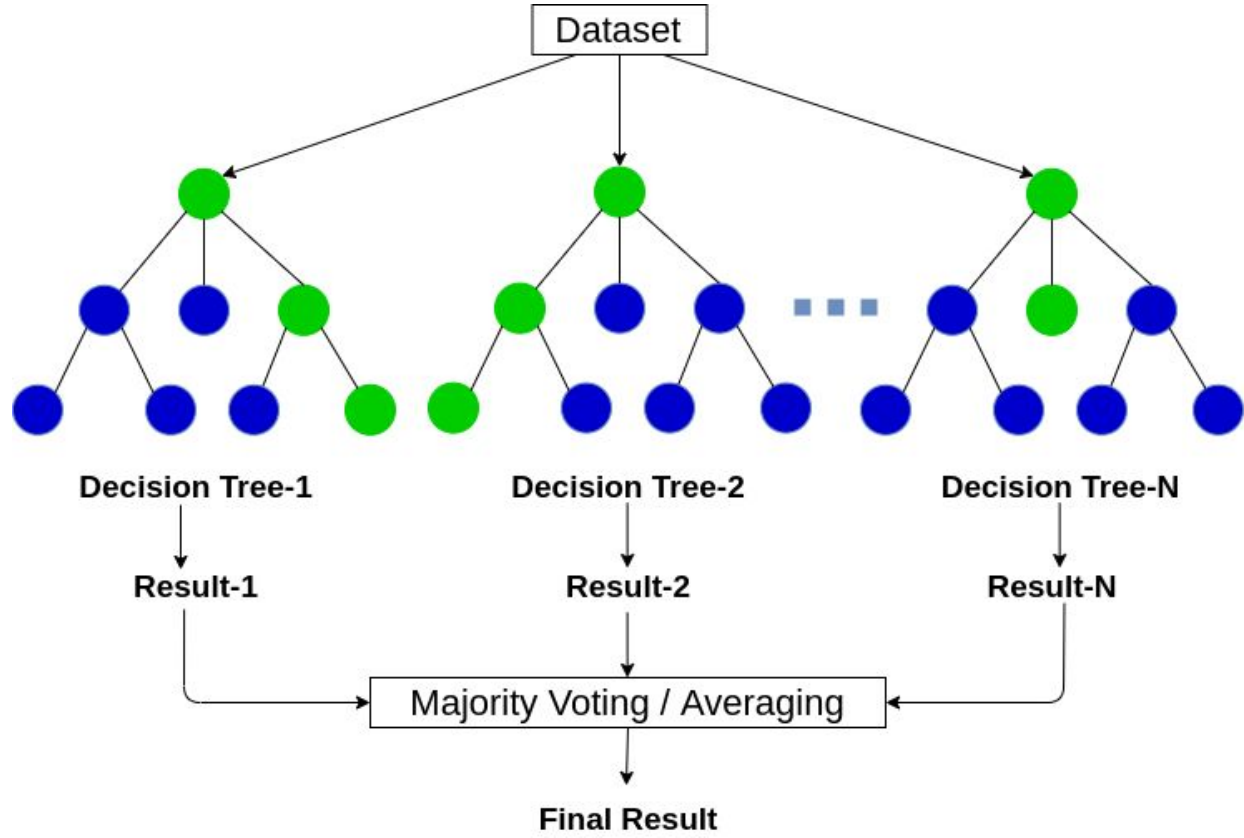 Dataset
Decision Tree-1
Decision Tree-2
Decision Tree-N
Result-1
Result-2
Result-N
Majority Voting / Averaging
Final Result